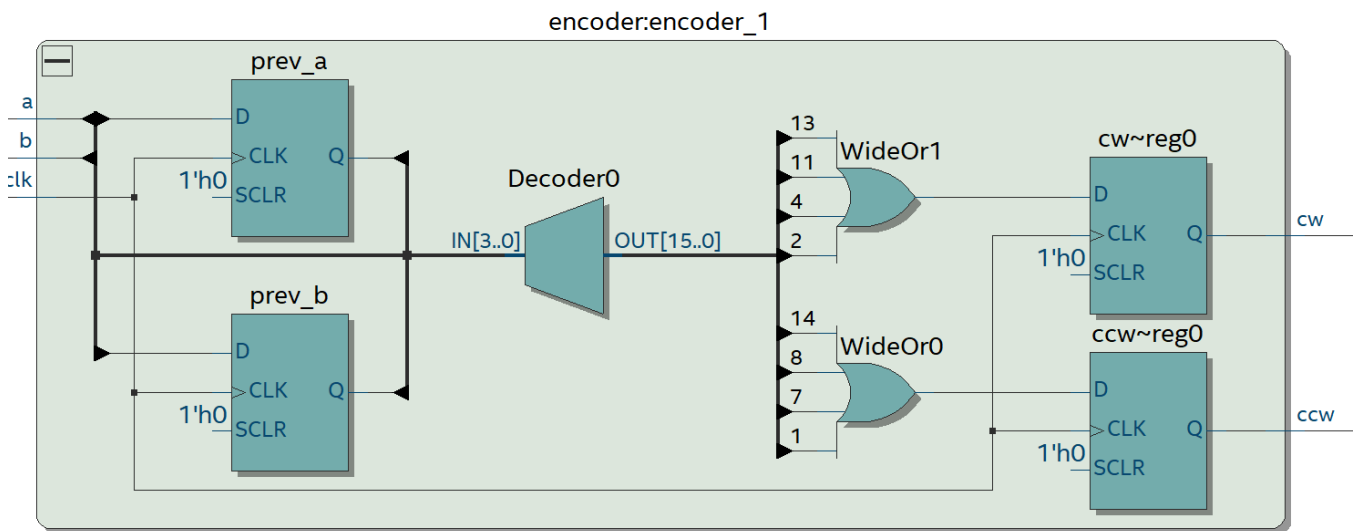 encoder:encoder_1
prev_a
a
D
b
CLK
Q
clk
1'h0
SCLR
Decoder0
IN[3..0]
OUT[15..0]
prev_b
D
CLK
Q
1'h0
SCLR
13
11
4
2
WideOr1
14
8
7
1
WideOr0
cw~reg0
D
CLK
Q
1'h0
SCLR
cw
ccw~reg0
D
CLK
Q
1'h0
SCLR
ccw